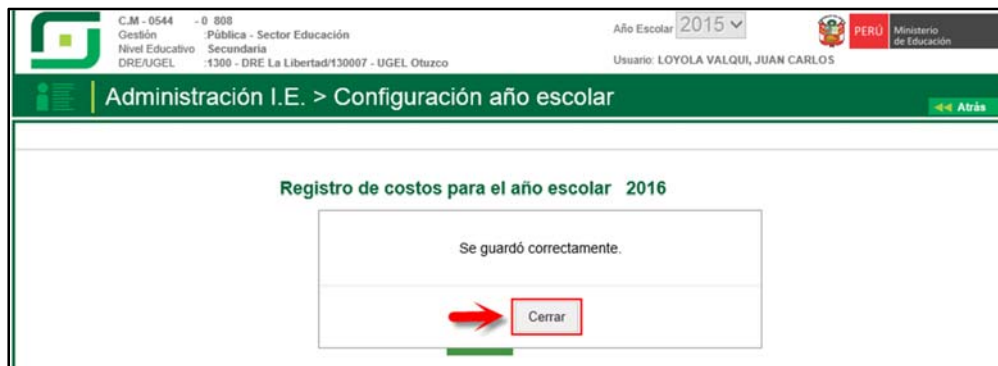 C.M - 0544 - 0 808
Gestión :Pública - Sector Educación
Nivel Educativo Secundaria
DRE/UGEL :1300 - DRE La Libertad/130007 - UGEL Otuzco
Año Escolar 2015
Usuario: LOYOLA VALQUI, JUAN CARLOS
PERÚ
Ministerio
de Educación
Administración I.E. > Configuración año escolar
Atrás
Registro de costos para el año escolar 2016
Se guardó correctamente.
Cerrar